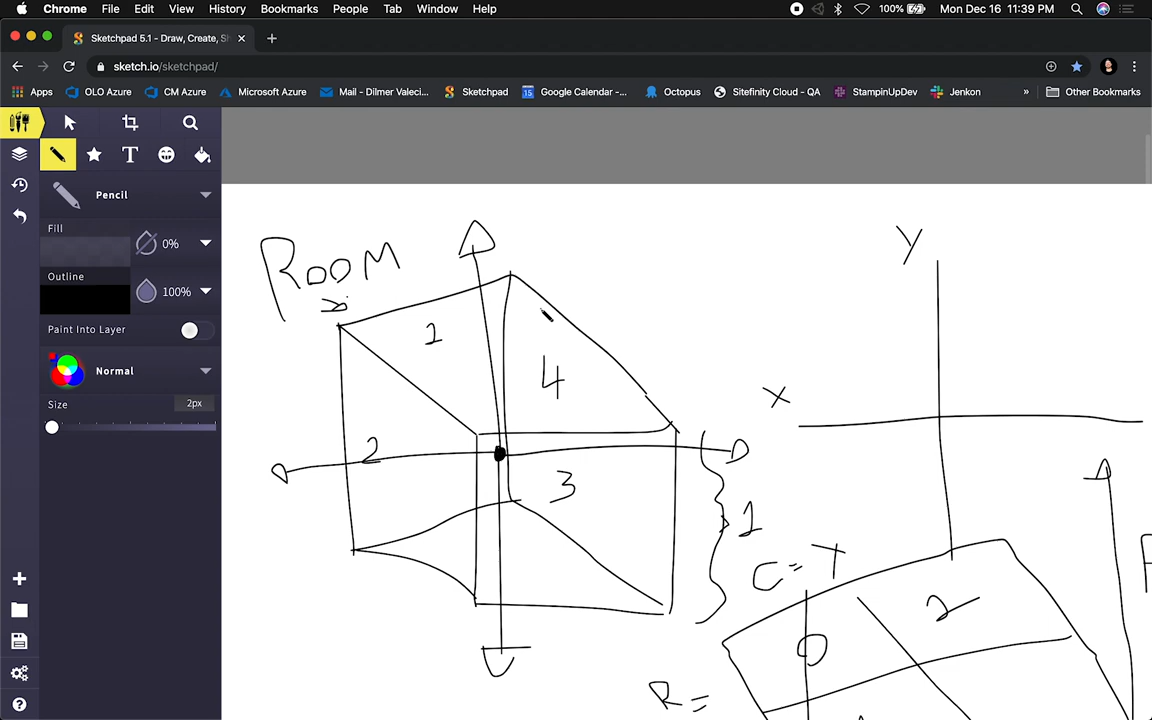 Chrome File Edit View History Bookmarks People Tab Window Help 100% Mon Dec 16 11:39 PM
Sketchpad 5.1 - Draw, Create, Sh
sketch.io/sketchpad/
Apps OLO Azure CM Azure Microsoft Azure Mail - Dilmer Valeci... Sketchpad Google Calendar -... Octopus Sitefinity Cloud - QA StampinUpDev Jenkon » Other Bookmarks
T
Pencil
Fill
0%
Outline
100%
Paint Into Layer
Normal
Size 2px
ROOM
Y
1
4
X
2
3
1
C = T
2
0
R =